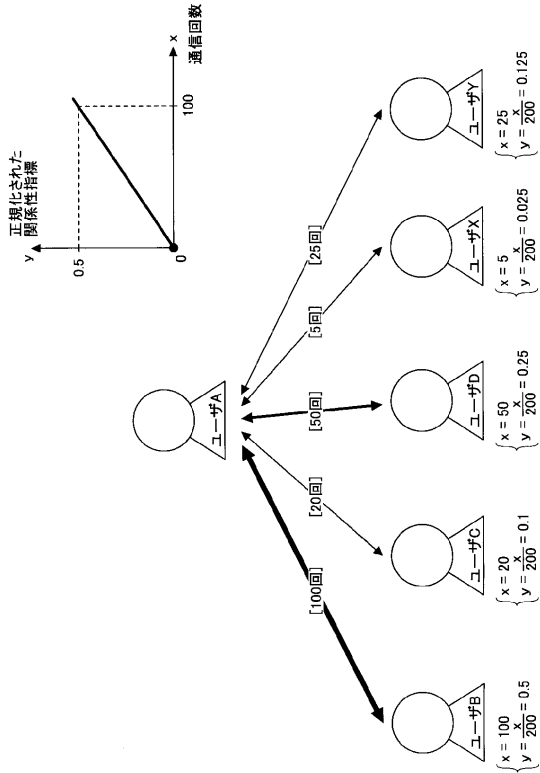 y
正規化された
関係性指標
0.5
0
100
x
通信回数
ユーザA
[100回]
[20回]
[50回]
[5回]
[25回]
ユーザB
ユーザC
ユーザD
ユーザX
ユーザY
x = 100
y = x/200 = 0.5
x = 20
y = x/200 = 0.1
x = 50
y = x/200 = 0.25
x = 5
y = x/200 = 0.025
x = 25
y = x/200 = 0.125